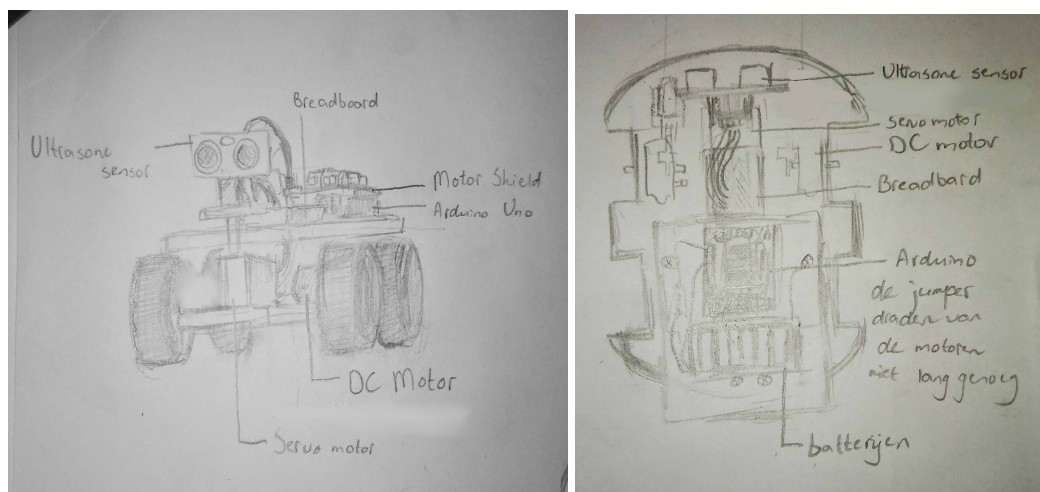 Breadboard
Ultrasone
sensor
Motor Shield
Arduino Uno
DC Motor
Servo motor
Ultrasone sensor
servomotor
DC motor
Breadbard
Arduino
de jumper
draden van
de motoren
niet lang genoeg
batterijen